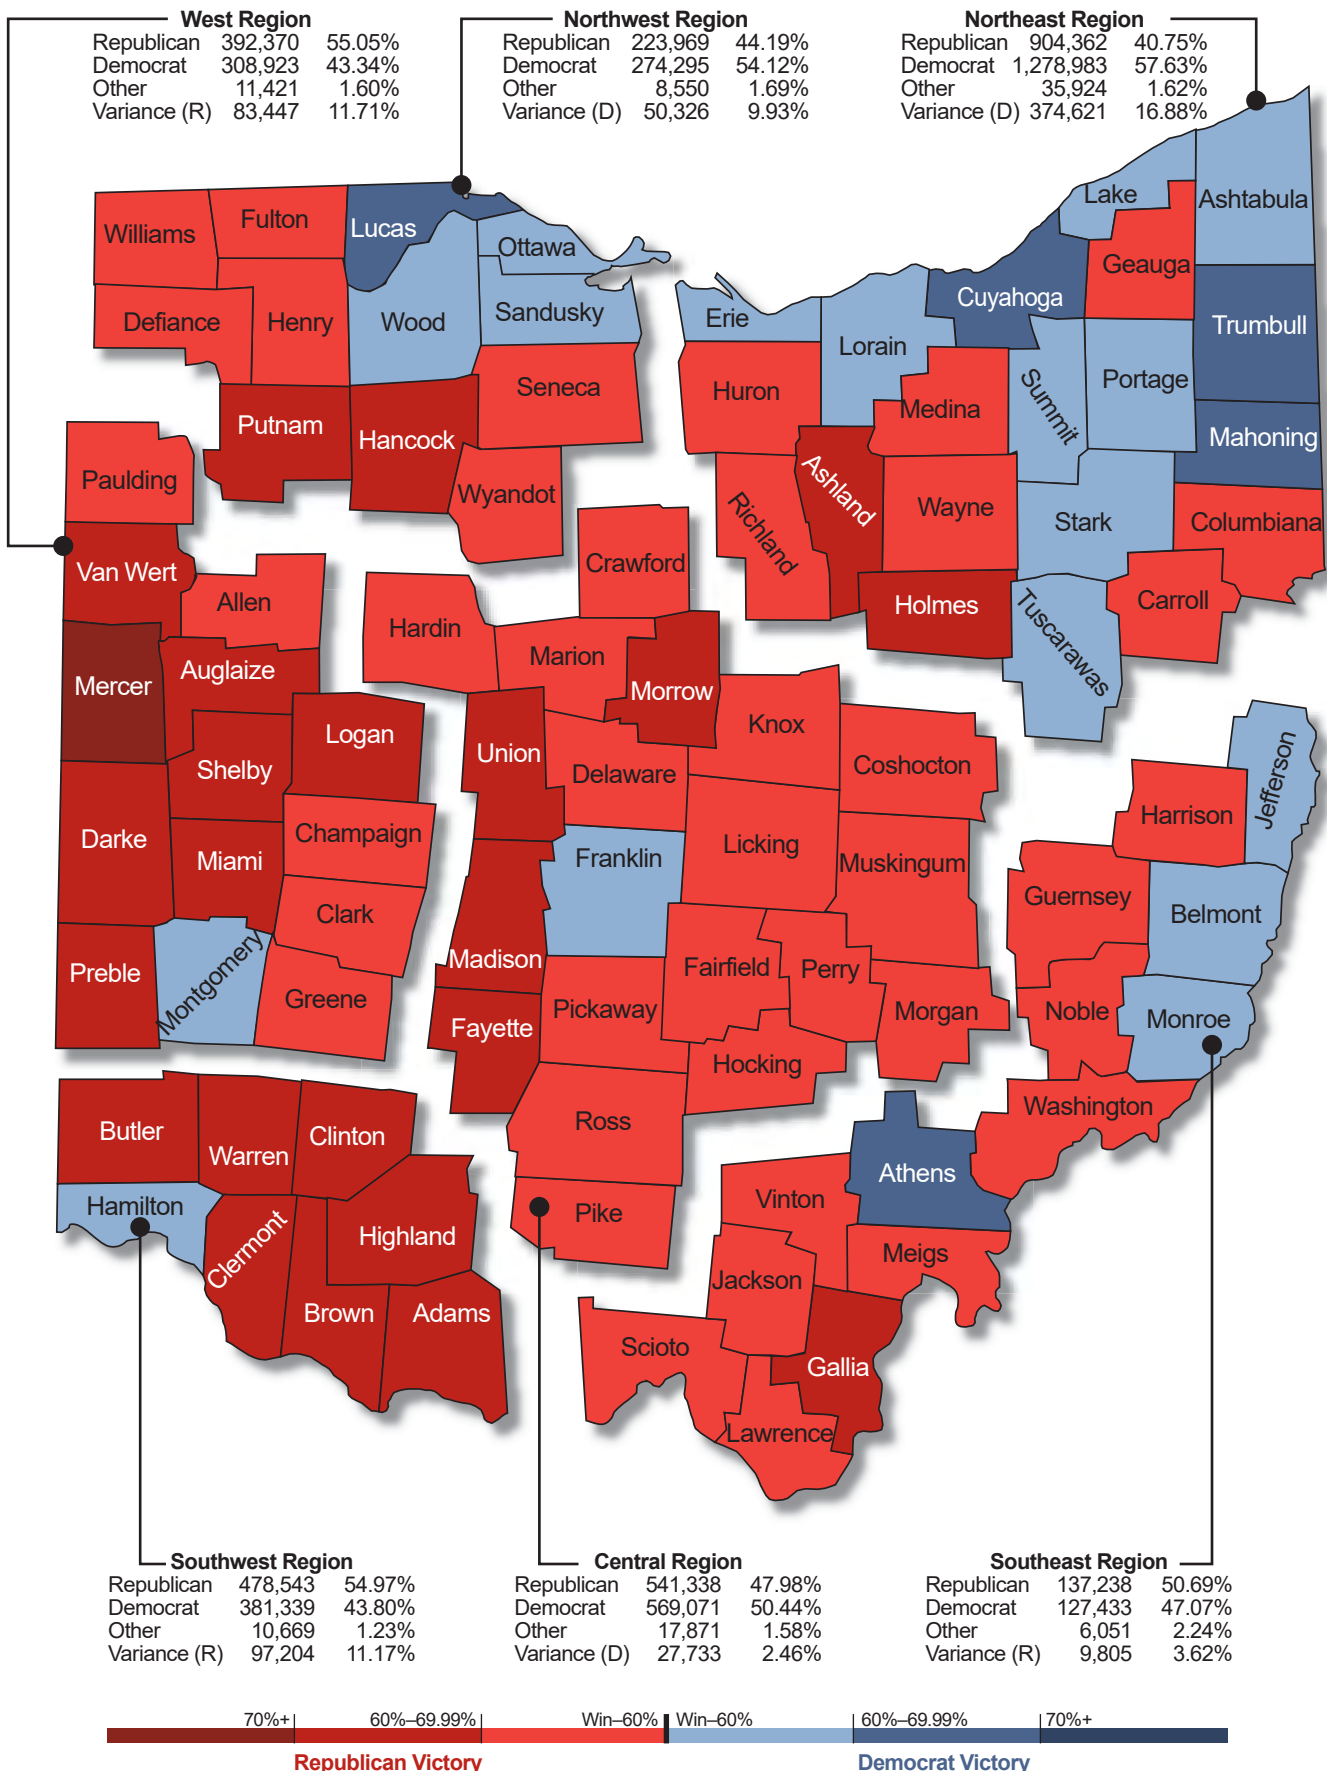 West Region
Republican 392,370 55.05%
Democrat 308,923 43.34%
Other 11,421 1.60%
Variance (R) 83,447 11.71%
Northwest Region
Republican 223,969 44.19%
Democrat 274,295 54.12%
Other 8,550 1.69%
Variance (D) 50,326 9.93%
Northeast Region
Republican 904,362 40.75%
Democrat 1,278,983 57.63%
Other 35,924 1.62%
Variance (D) 374,621 16.88%
Williams
Fulton
Lucas
Ottawa
Defiance
Henry
Wood
Sandusky
Putnam
Hancock
Seneca
Wyandot
Lake
Ashtabula
Geauga
Cuyahoga
Trumbull
Erie
Lorain
Huron
Medina
Summit
Portage
Mahoning
Ashland
Richland
Wayne
Stark
Columbiana
Holmes
Tuscarawas
Carroll
Paulding
Van Wert
Allen
Mercer
Auglaize
Logan
Shelby
Darke
Miami
Champaign
Clark
Preble
Montgomery
Greene
Crawford
Hardin
Marion
Morrow
Union
Delaware
Knox
Coshocton
Franklin
Licking
Muskingum
Madison
Fairfield
Perry
Fayette
Pickaway
Morgan
Hocking
Ross
Pike
Jefferson
Harrison
Guernsey
Belmont
Noble
Monroe
Washington
Athens
Vinton
Meigs
Jackson
Gallia
Scioto
Lawrence
Butler
Warren
Clinton
Hamilton
Clermont
Highland
Brown
Adams
Southwest Region
Republican 478,543 54.97%
Democrat 381,339 43.80%
Other 10,669 1.23%
Variance (R) 97,204 11.17%
Central Region
Republican 541,338 47.98%
Democrat 569,071 50.44%
Other 17,871 1.58%
Variance (D) 27,733 2.46%
Southeast Region
Republican 137,238 50.69%
Democrat 127,433 47.07%
Other 6,051 2.24%
Variance (R) 9,805 3.62%
70%+ 60%–69.99% Win–60% Win–60% 60%–69.99% 70%+
Republican Victory Democrat Victory